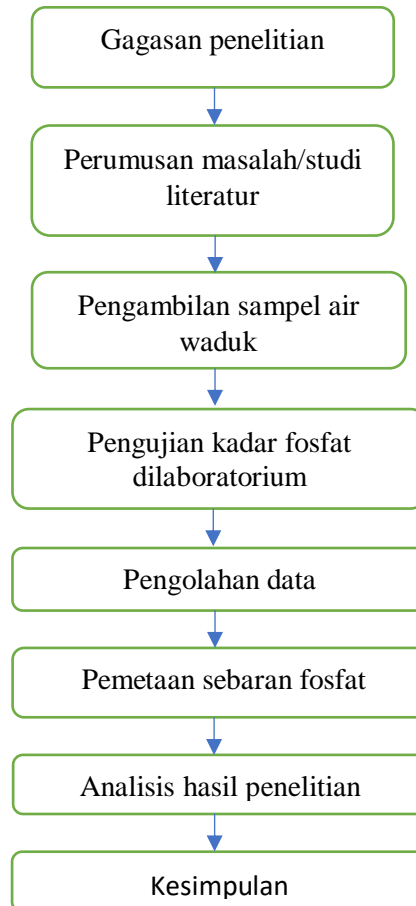 Gagasan penelitian
Perumusan masalah/studi
literatur
Pengambilan sampel air
waduk
Pengujian kadar fosfat
dilaboratorium
Pengolahan data
Pemetaan sebaran fosfat
Analisis hasil penelitian
Kesimpulan